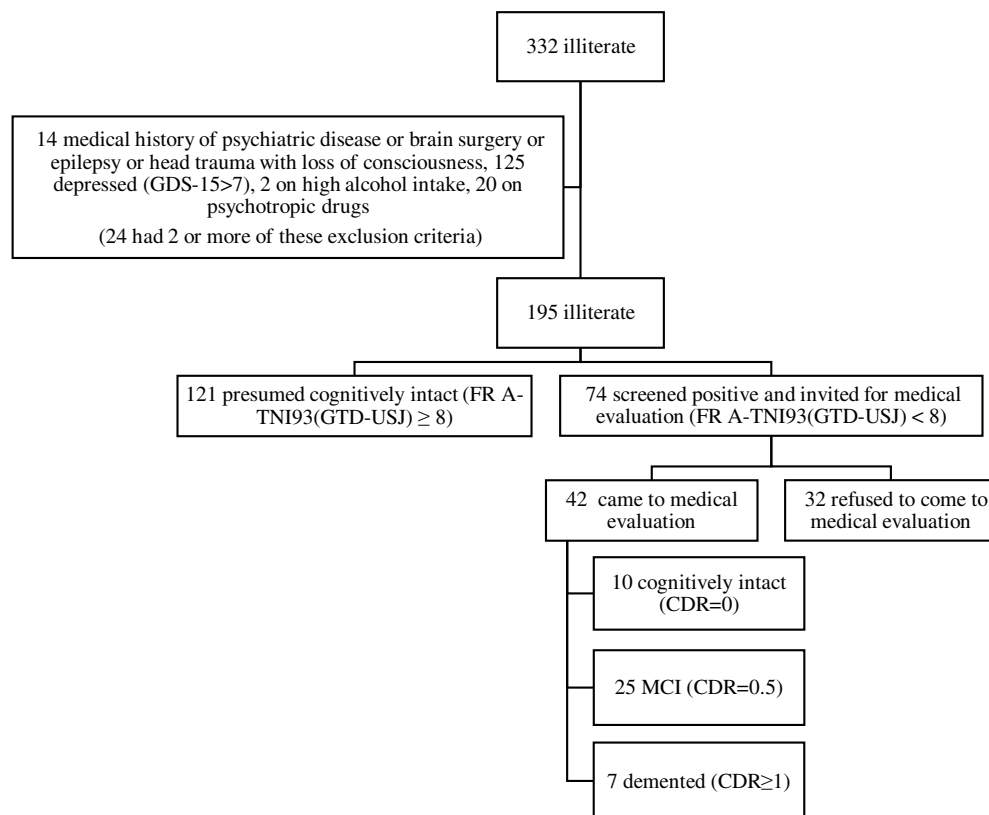 332 illiterate
14 medical history of psychiatric disease or brain surgery or
epilepsy or head trauma with loss of consciousness, 125
depressed (GDS-15>7), 2 on high alcohol intake, 20 on
psychotropic drugs
(24 had 2 or more of these exclusion criteria)
195 illiterate
121 presumed cognitively intact (FR A-
TNI93(GTD-USJ) ≥ 8)
74 screened positive and invited for medical
evaluation (FR A-TNI93(GTD-USJ) < 8)
42 came to medical
evaluation
32 refused to come to
medical evaluation
10 cognitively intact
(CDR=0)
25 MCI (CDR=0.5)
7 demented (CDR≥1)